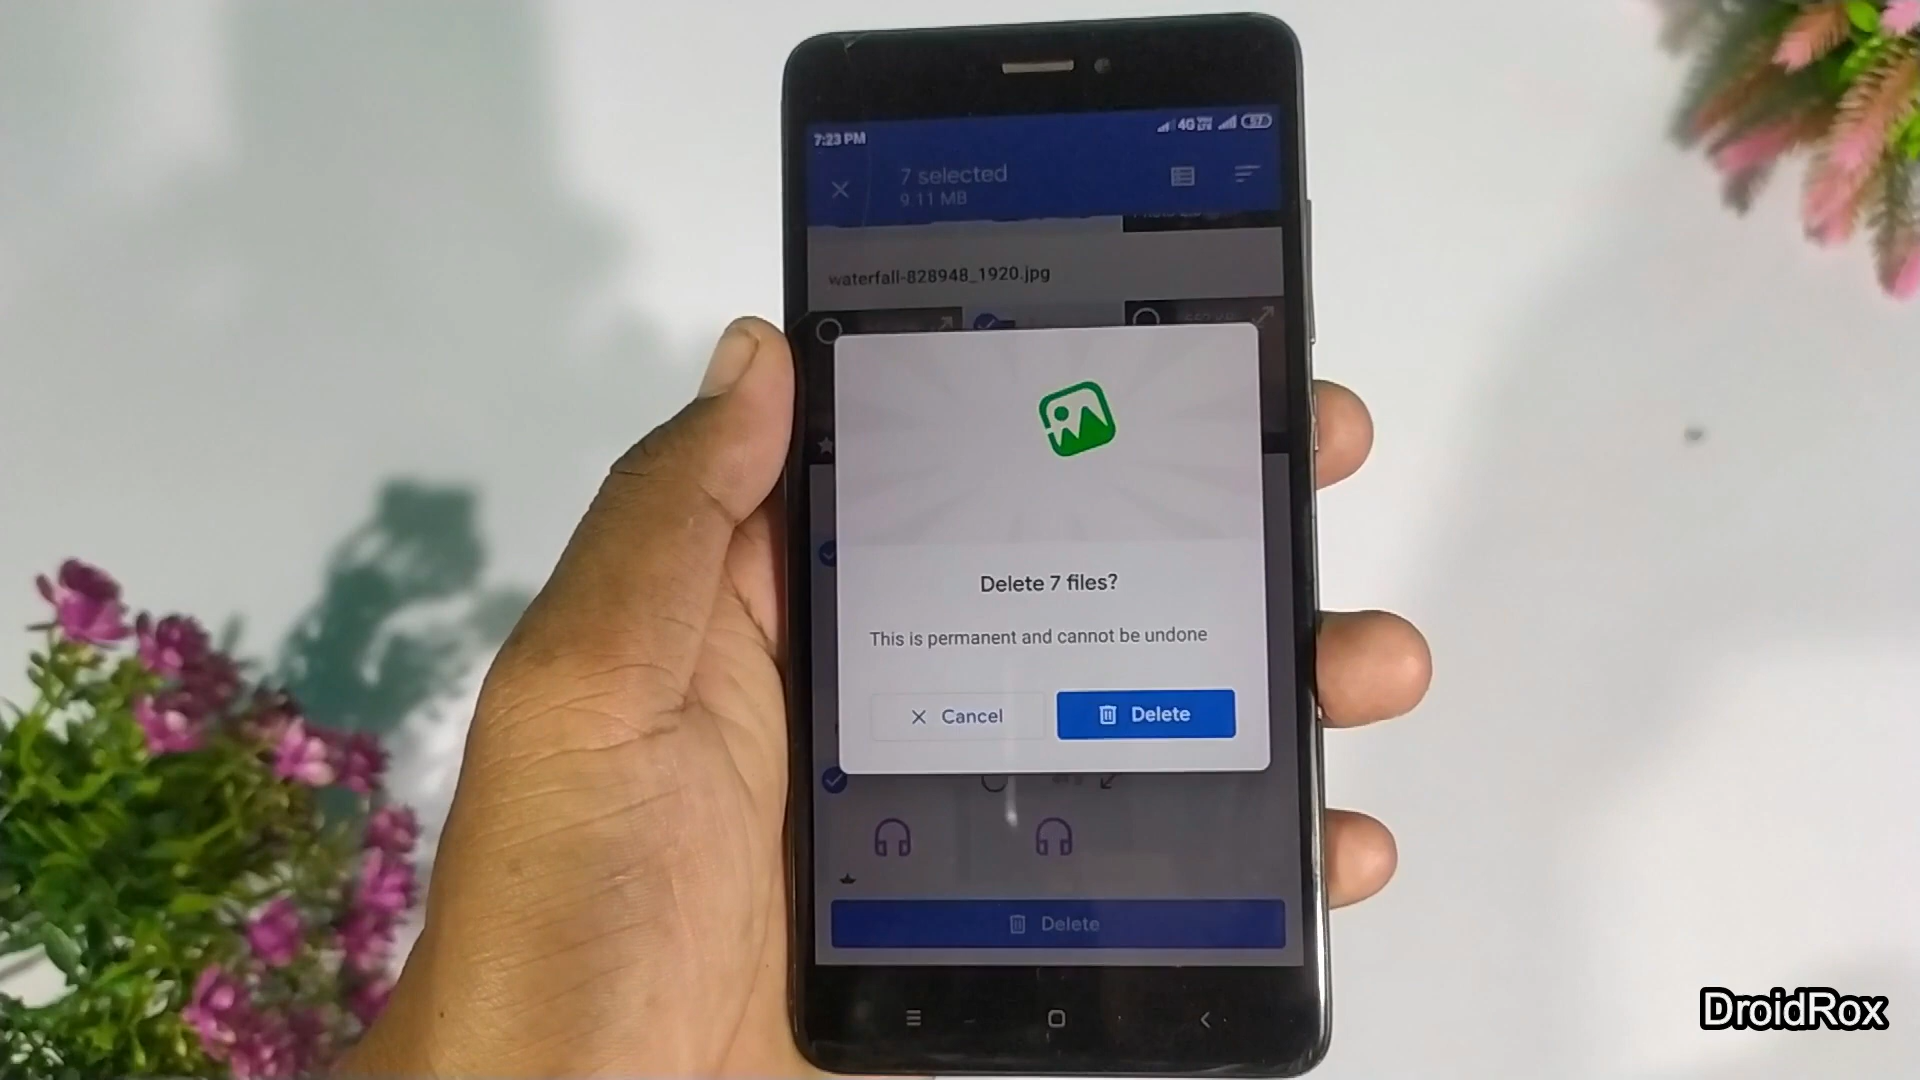 7:23 PM
4G
7 selected
9.11 MB
waterfall-828948_1920.jpg
Delete 7 files?
This is permanent and cannot be undone
Cancel
Delete
Delete
DroidRox